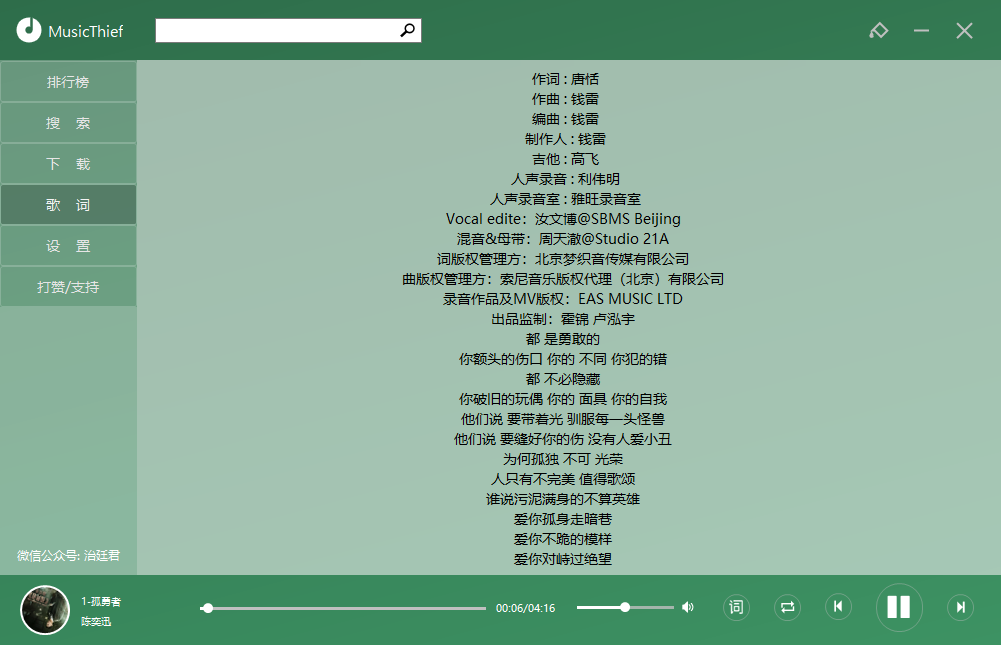 MusicThief
排行榜
搜 索
下 载
歌 词
设 置
打赞/支持
作词 : 唐恬
作曲 : 钱雷
编曲 : 钱雷
制作人 : 钱雷
吉他 : 高飞
人声录音 : 利伟明
人声录音室 : 雅旺录音室
Vocal edite：汝文博@SBMS Beijing
混音&母带：周天澈@Studio 21A
词版权管理方：北京梦织音传媒有限公司
曲版权管理方：索尼音乐版权代理（北京）有限公司
录音作品及MV版权：EAS MUSIC LTD
出品监制：霍锦 卢泓宇
都 是勇敢的
你额头的伤口 你的 不同 你犯的错
都 不必隐藏
你破旧的玩偶 你的 面具 你的自我
他们说 要带着光 驯服每一头怪兽
他们说 要缝好你的伤 没有人爱小丑
为何孤独 不可 光荣
人只有不完美 值得歌颂
谁说污泥满身的不算英雄
爱你孤身走暗巷
爱你不跪的模样
爱你对峙过绝望
微信公众号: 治廷君
1-孤勇者
陈奕迅
00:06/04:16
词